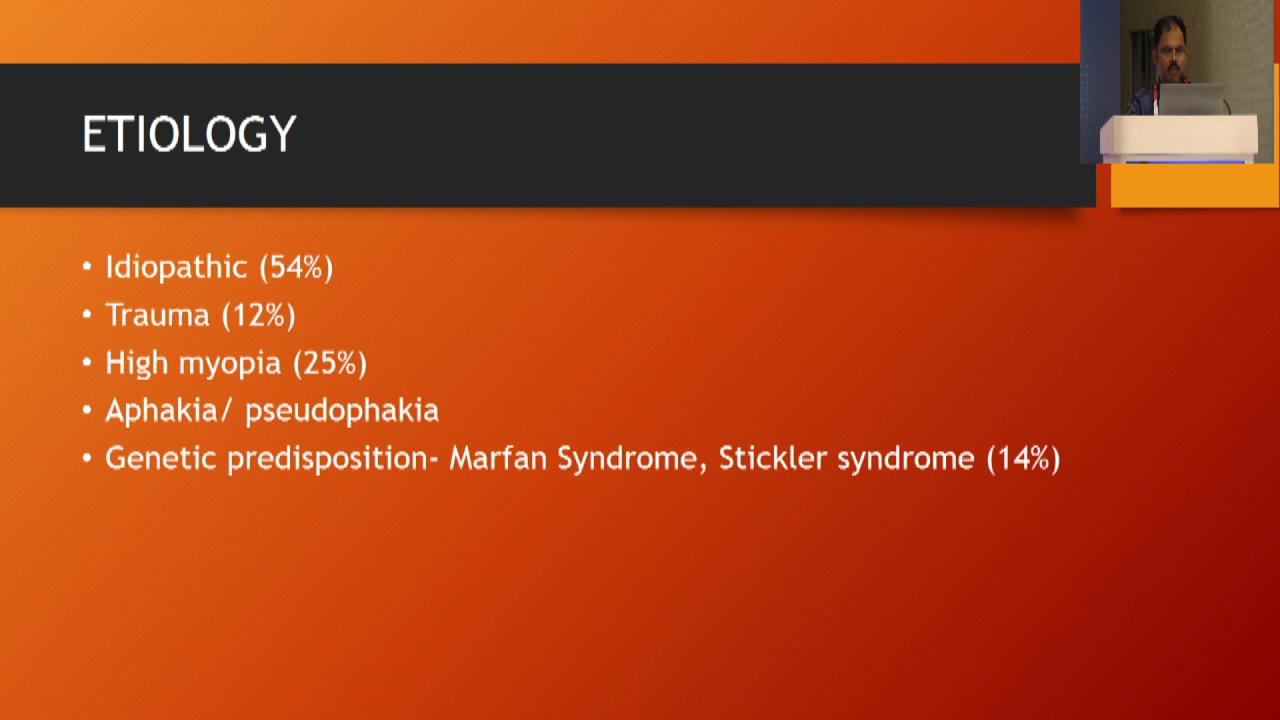 ETIOLOGY
• Idiopathic (54%)
• Trauma (12%)
• High myopia (25%)
• Aphakia/ pseudophakia
• Genetic predisposition- Marfan Syndrome, Stickler syndrome (14%)